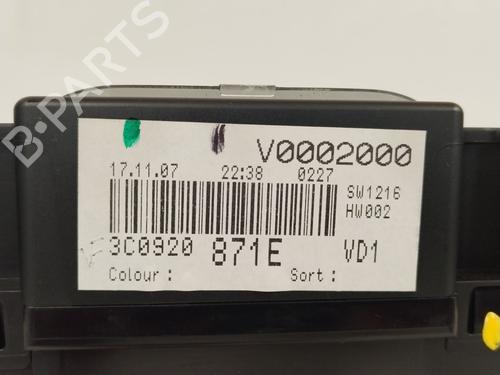 B-PARTS
V0002000
17.11.07 22:38 0227
SW1216
HW002
3C0920 871E VD1
Colour : Sort :